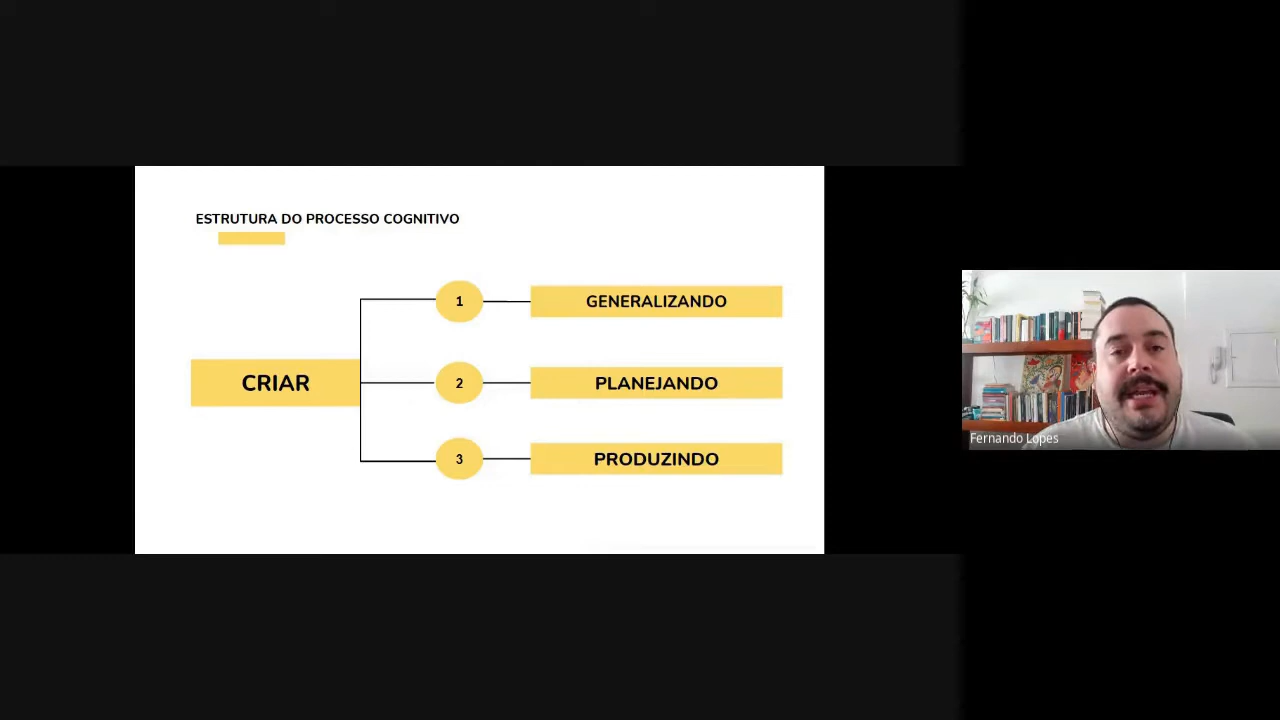 ESTRUTURA DO PROCESSO COGNITIVO
1
GENERALIZANDO
CRIAR
2
PLANEJANDO
3
PRODUZINDO
Fernando Lopes